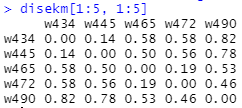 > disekm[1:5, 1:5]
w434 w445 w465 w472 w490
w434 0.00 0.14 0.58 0.58 0.82
w445 0.14 0.00 0.50 0.56 0.78
w465 0.58 0.50 0.00 0.19 0.53
w472 0.58 0.56 0.19 0.00 0.46
w490 0.82 0.78 0.53 0.46 0.00